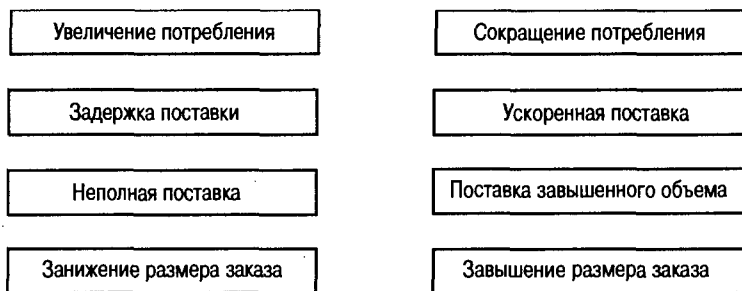 Увеличение потребления
Сокращение потребления
Задержка поставки
Ускоренная поставка
Неполная поставка
Поставка завышенного объема
Занижение размера заказа
Завышение размера заказа